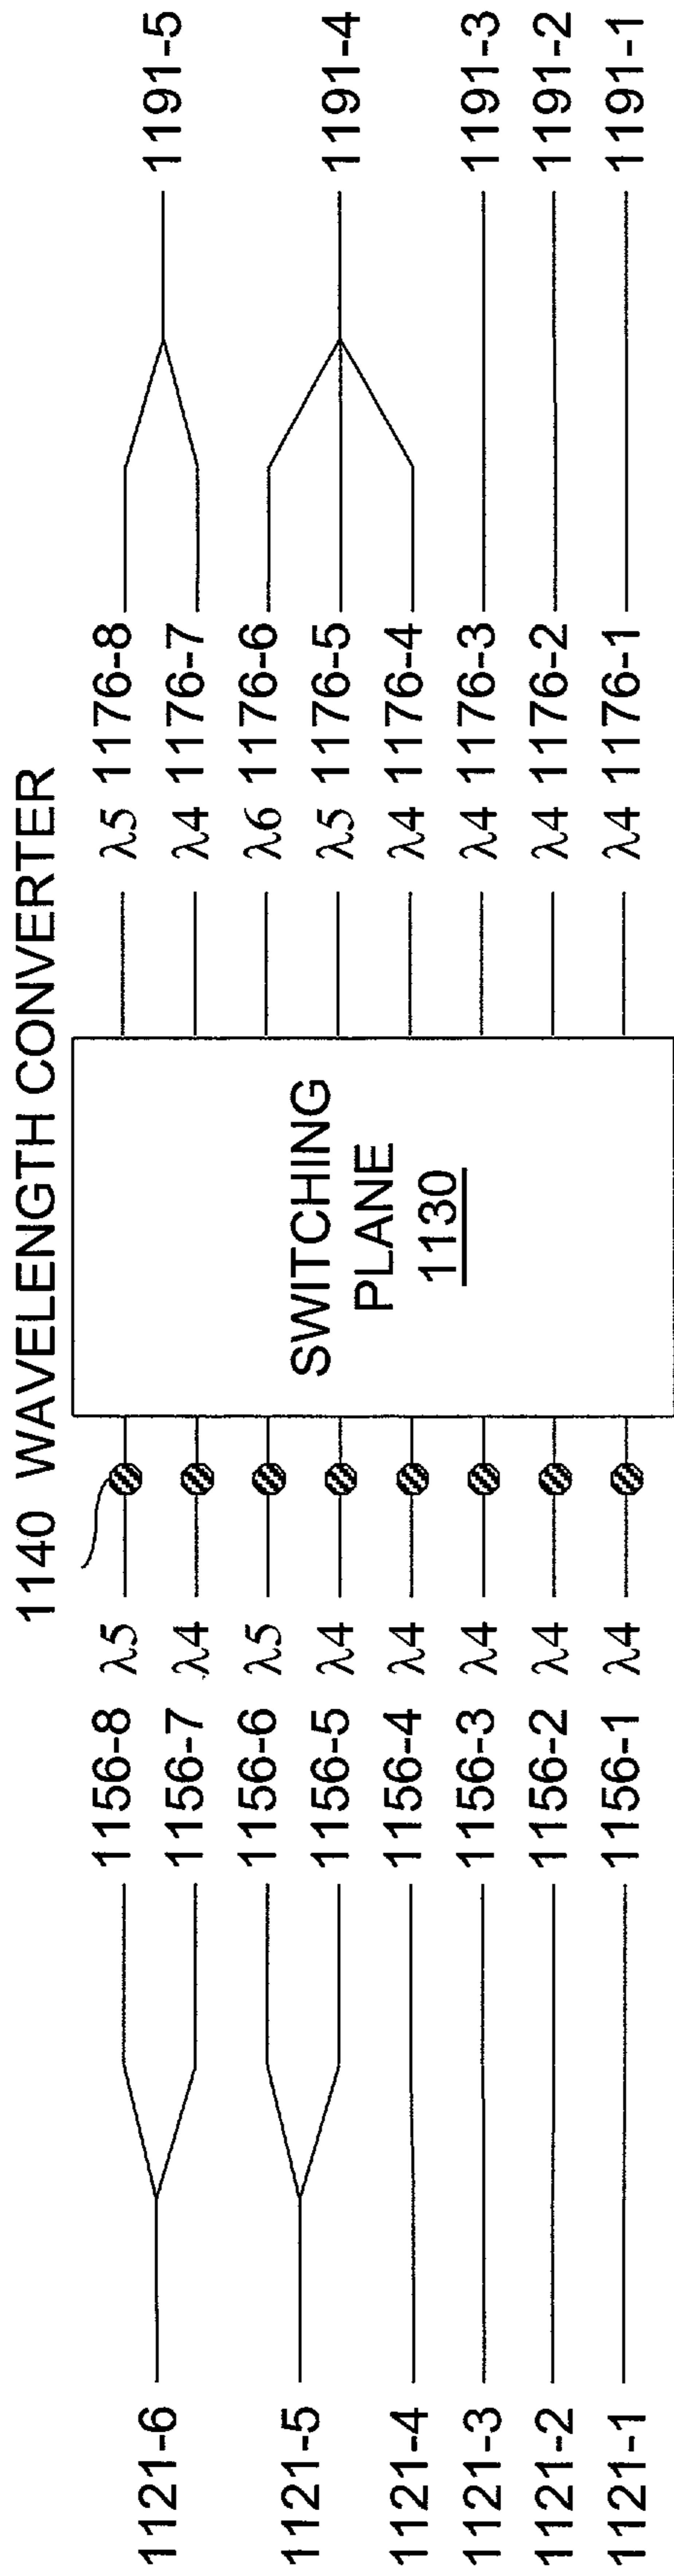 1140 WAVELENGTH CONVERTER
1121-6
1121-5
1121-4
1121-3
1121-2
1121-1
1156-8 λ5
1156-7 λ4
1156-6 λ5
1156-5 λ4
1156-4 λ4
1156-3 λ4
1156-2 λ4
1156-1 λ4
SWITCHING
PLANE
1130
λ5 1176-8
λ4 1176-7
λ6 1176-6
λ5 1176-5
λ4 1176-4
λ4 1176-3
λ4 1176-2
λ4 1176-1
1191-5
1191-4
1191-3
1191-2
1191-1